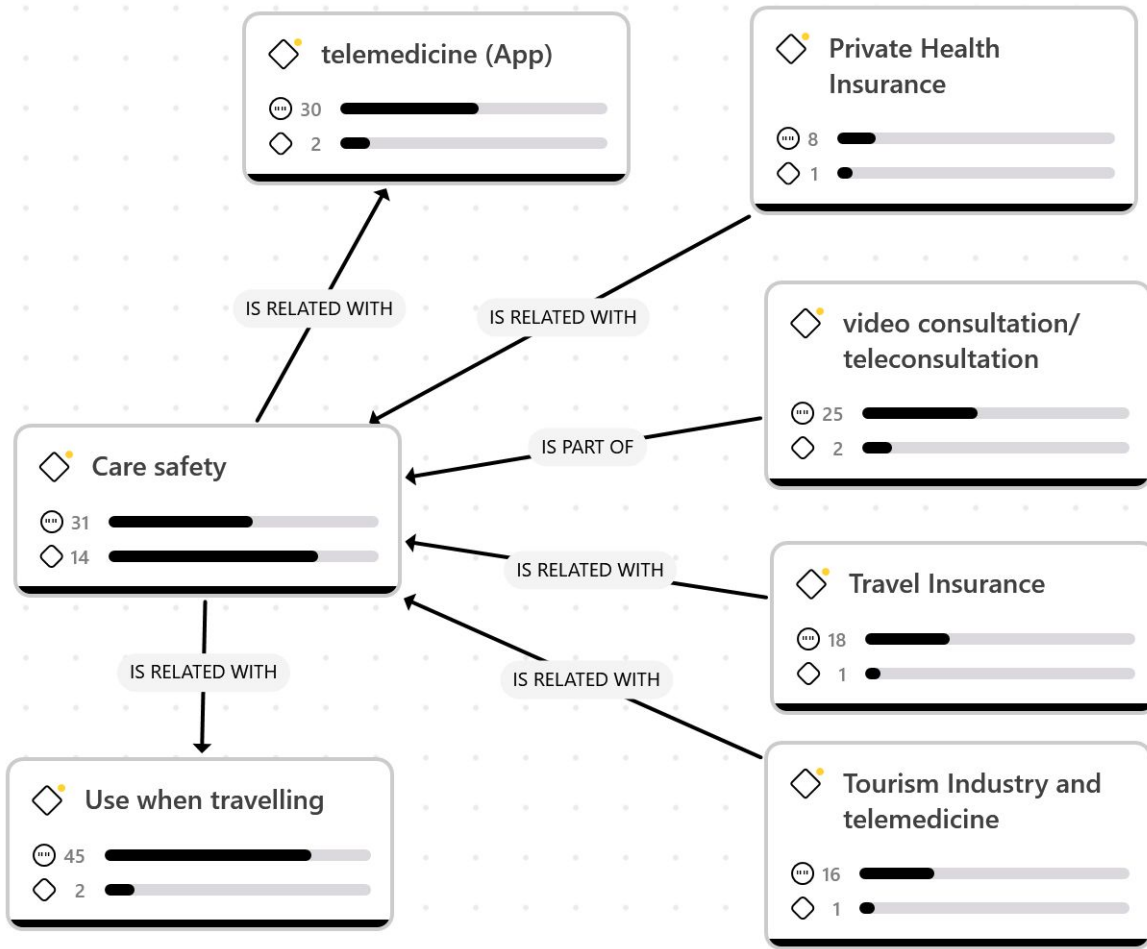 telemedicine (App)
30
2
Private Health
Insurance
8
1
IS RELATED WITH
IS RELATED WITH
video consultation/
teleconsultation
25
2
IS PART OF
Care safety
31
14
IS RELATED WITH
Travel Insurance
18
1
IS RELATED WITH
IS RELATED WITH
Use when travelling
45
2
Tourism Industry and
telemedicine
16
1